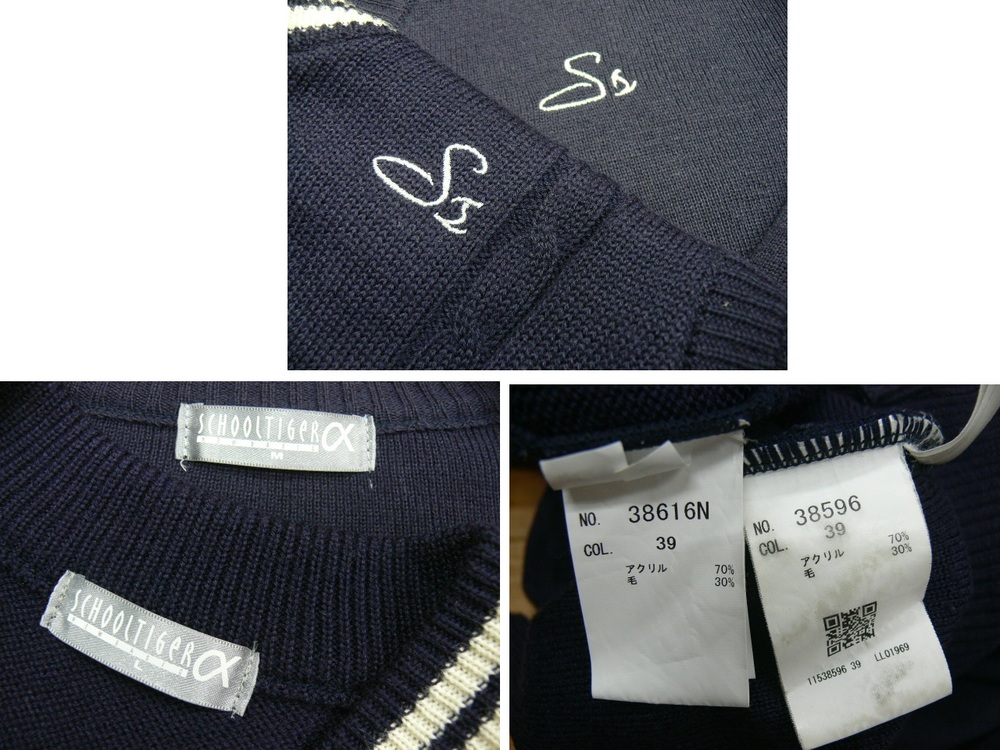 Ss
Ss
SCHOOLTIGERα
M
SCHOOLTIGERα
L
NO. 38616N
COL. 39
アクリル 70%
毛 30%
NO. 38596
COL. 39
アクリル 70%
毛 30%
11538596 39 LL01969